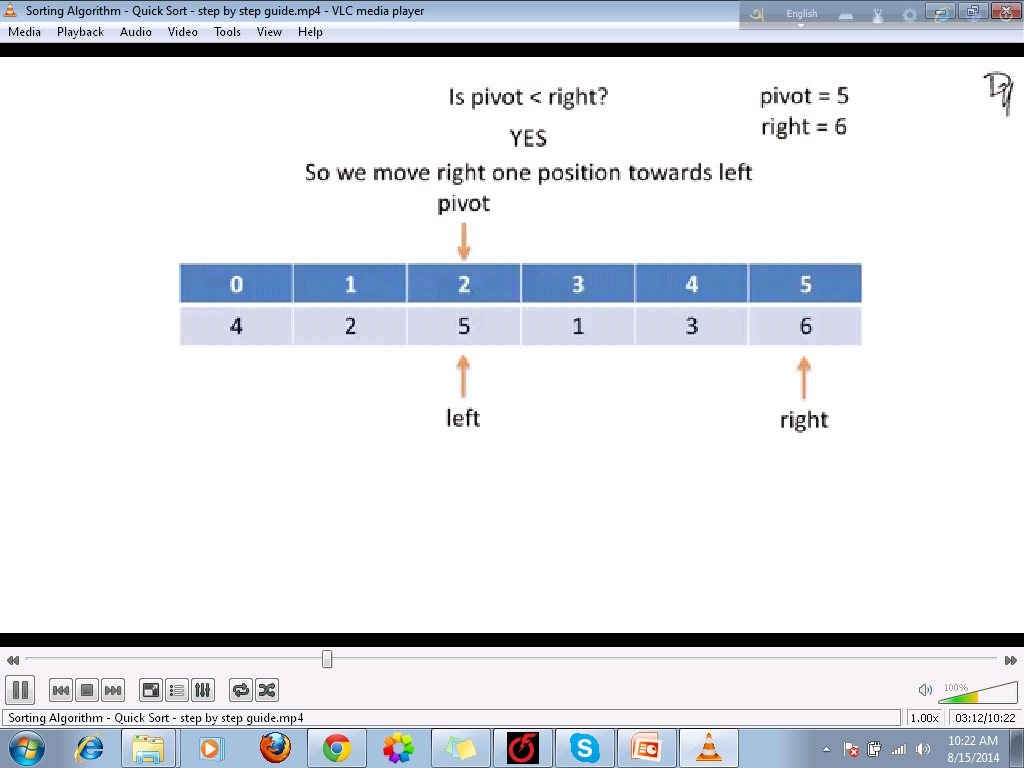 Sorting Algorithm - Quick Sort - step by step guide.mp4 - VLC media player
English
Media Playback Audio Video Tools View Help
Is pivot < right?
pivot = 5
YES
right = 6
So we move right one position towards left
pivot
0 1 2 3 4 5
4 2 5 1 3 6
left
right
100%
Sorting Algorithm - Quick Sort - step by step guide.mp4
1.00x
03:12/10:22
10:22 AM
8/15/2014